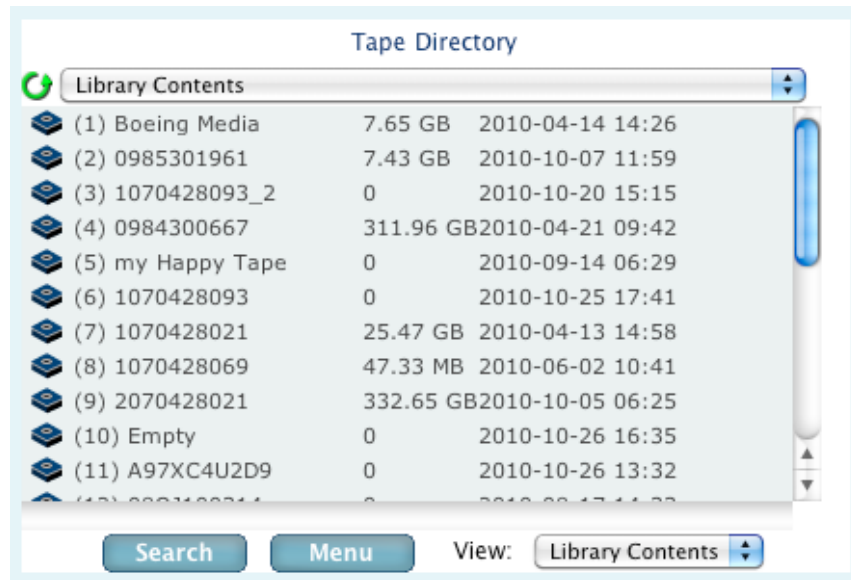 Tape Directory
Library Contents
(1) Boeing Media 7.65 GB 2010-04-14 14:26
(2) 0985301961 7.43 GB 2010-10-07 11:59
(3) 1070428093_2 0 2010-10-20 15:15
(4) 0984300667 311.96 GB2010-04-21 09:42
(5) my Happy Tape 0 2010-09-14 06:29
(6) 1070428093 0 2010-10-25 17:41
(7) 1070428021 25.47 GB 2010-04-13 14:58
(8) 1070428069 47.33 MB 2010-06-02 10:41
(9) 2070428021 332.65 GB2010-10-05 06:25
(10) Empty 0 2010-10-26 16:35
(11) A97XC4U2D9 0 2010-10-26 13:32
Search Menu View: Library Contents